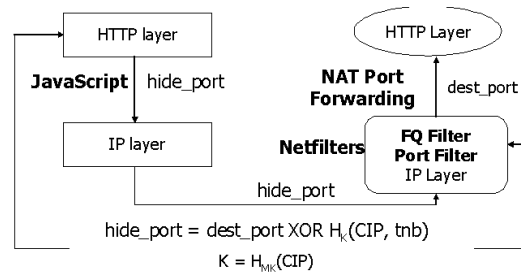 HTTP layer
HTTP Layer
JavaScript
hide_port
NAT Port
Forwarding
dest_port
IP layer
Netfilters
FQ Filter
Port Filter
IP Layer
hide_port
hide_port = dest_port XOR H_K(CIP, tnb)
K = H_MK(CIP)